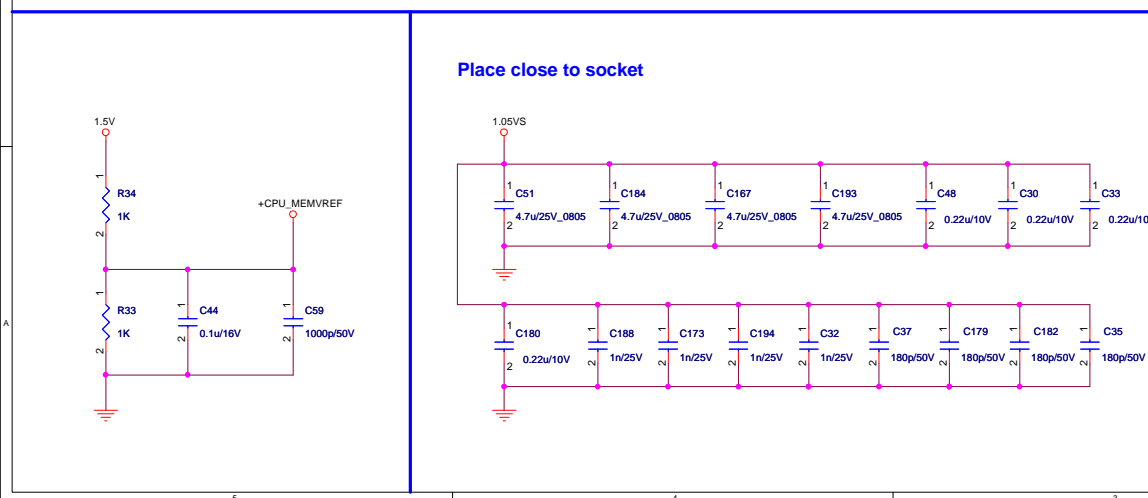 Place close to socket
1.5V
1
R34
1K
2
+CPU_MEMVREF
1
R33
1K
2
1
C44
0.1u/16V
2
1
C59
1000p/50V
2
1.05VS
1
C51
4.7u/25V_0805
2
1
C184
4.7u/25V_0805
2
1
C167
4.7u/25V_0805
2
1
C193
4.7u/25V_0805
2
1
C48
0.22u/10V
2
1
C30
0.22u/10V
2
1
C33
0.22u/10
2
1
C180
0.22u/10V
2
1
C188
1n/25V
2
1
C173
1n/25V
2
1
C194
1n/25V
2
1
C32
1n/25V
2
1
C37
180p/50V
2
1
C179
180p/50V
2
1
C182
180p/50V
2
1
C35
180p/50V
2
A
5
4
3